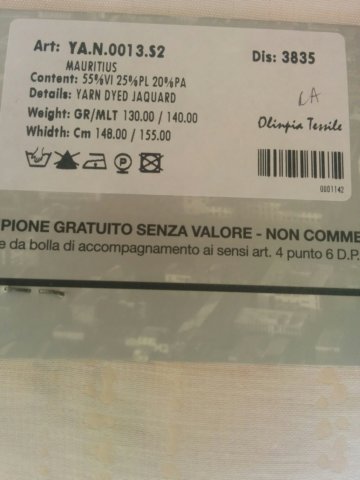 Art: YA.N.0013.S2
Dis: 3835
MAURITIUS
Content: 55%VI 25%PL 20%PA
Details: YARN DYED JAQUARD
Weight: GR/MLT 130.00 / 140.00
Whidth: Cm 148.00 / 155.00
Olinpia Tessile
P
0001142
PIONE GRATUITO SENZA VALORE - NON COMME
e da bolla di accompagnamento ai sensi art. 4 punto 6 D.P.